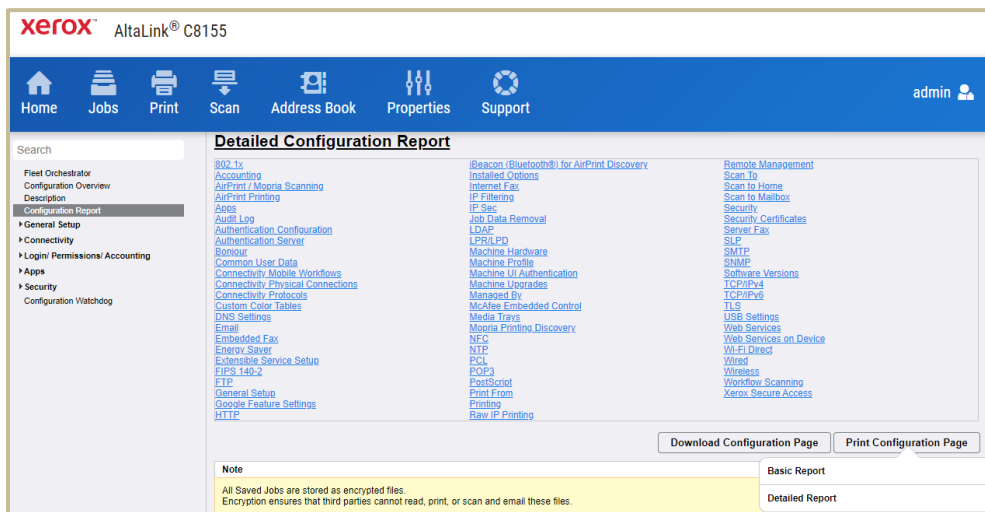 xerox™ AltaLink® C8155
Home Jobs Print Scan Address Book Properties Support admin
Search
Fleet Orchestrator
Configuration Overview
Description
Configuration Report
General Setup
Connectivity
Login/ Permissions/ Accounting
Apps
Security
Configuration Watchdog
Detailed Configuration Report
802.1x
Accounting
AirPrint / Mopria Scanning
AirPrint Printing
Apps
Audit Log
Authentication Configuration
Authentication Server
Bonjour
Common User Data
Connectivity Mobile Workflows
Connectivity Physical Connections
Connectivity Protocols
Custom Color Tables
DNS Settings
Email
Embedded Fax
Energy Saver
Extensible Service Setup
FIPS 140-2
FTP
General Setup
Google Feature Settings
HTTP
iBeacon (Bluetooth®) for AirPrint Discovery
Installed Options
Internet Fax
IP Filtering
IP Sec
Job Data Removal
LDAP
LPR/LPD
Machine Hardware
Machine Profile
Machine UI Authentication
Machine Upgrades
Managed By
McAfee Embedded Control
Media Trays
Mopria Printing Discovery
NFC
NTP
PCL
POP3
PostScript
Print From
Printing
Raw IP Printing
Remote Management
Scan To
Scan to Home
Scan to Mailbox
Security
Security Certificates
Server Fax
SLP
SMTP
SNMP
Software Versions
TCP/IPv4
TCP/IPv6
TLS
USB Settings
Web Services
Web Services on Device
Wi-Fi Direct
Wired
Wireless
Workflow Scanning
Xerox Secure Access
Download Configuration Page Print Configuration Page
Basic Report
Detailed Report
Note
All Saved Jobs are stored as encrypted files.
Encryption ensures that third parties cannot read, print, or scan and email these files.